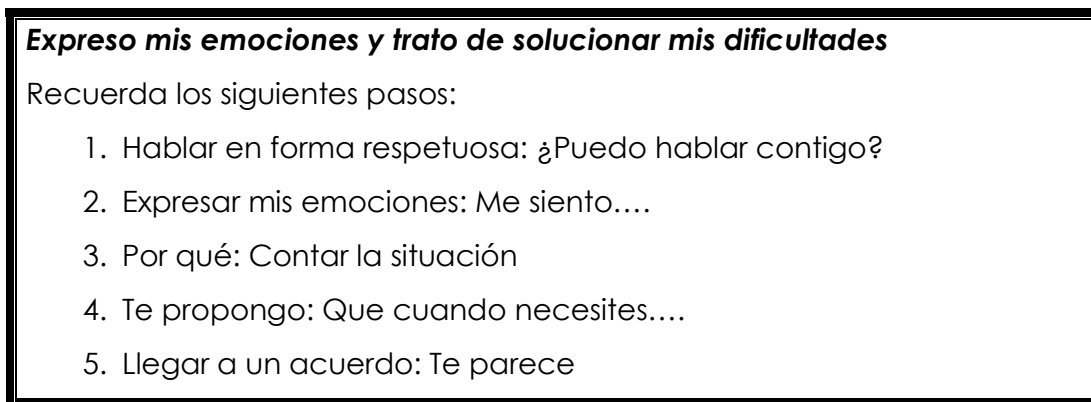 Expreso mis emociones y trato de solucionar mis dificultades
Recuerda los siguientes pasos:
1. Hablar en forma respetuosa: ¿Puedo hablar contigo?
2. Expresar mis emociones: Me siento….
3. Por qué: Contar la situación
4. Te propongo: Que cuando necesites….
5. Llegar a un acuerdo: Te parece